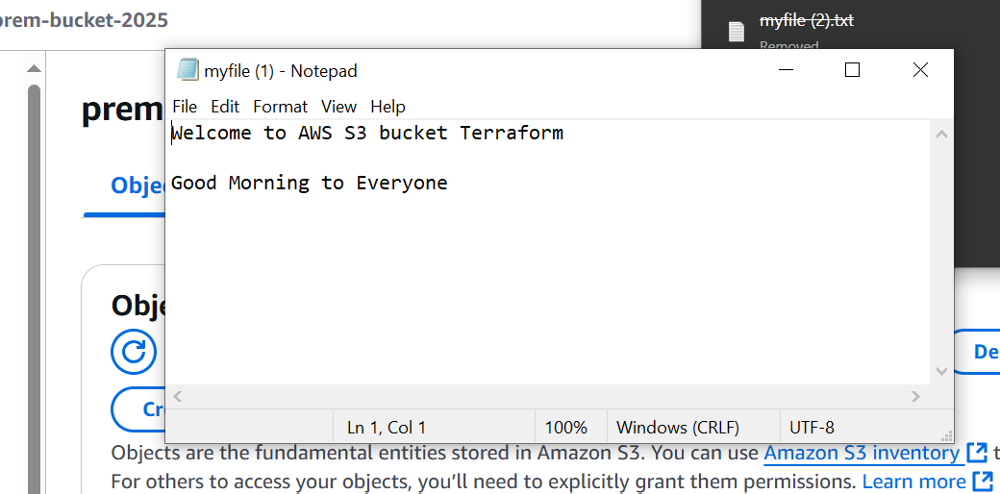 prem-bucket-2025
myfile (2).txt
Removed
myfile (1) - Notepad
File Edit Format View Help
prem
Welcome to AWS S3 bucket Terraform
Good Morning to Everyone
Obje
Obje
De
Cr
Ln 1, Col 1 100% Windows (CRLF) UTF-8
Objects are the fundamental entities stored in Amazon S3. You can use Amazon S3 inventory t
For others to access your objects, you’ll need to explicitly grant them permissions. Learn more